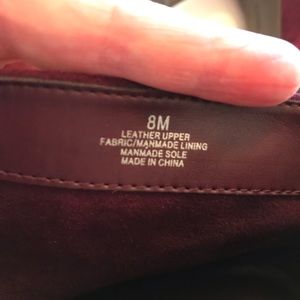 8M
LEATHER UPPER
FABRIC/MANMADE LINING
MANMADE SOLE
MADE IN CHINA